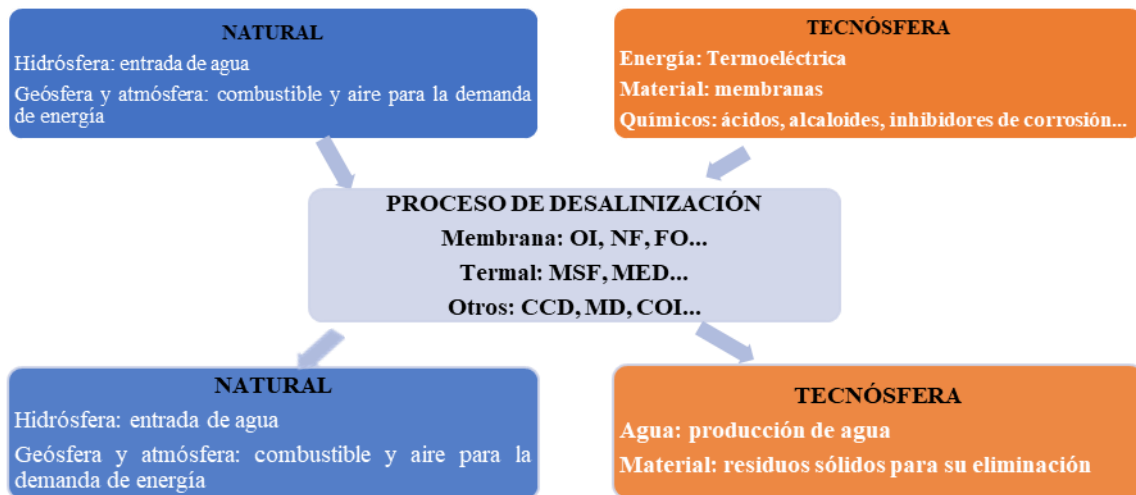 NATURAL
Hidrósfera: entrada de agua
Geósfera y atmósfera: combustible y aire para la demanda
de energía
TECNÓSFERA
Energía: Termoeléctrica
Material: membranas
Químicos: ácidos, alcaloides, inhibidores de corrosión...
PROCESO DE DESALINIZACIÓN
Membrana: OI, NF, FO...
Termal: MSF, MED...
Otros: CCD, MD, COI...
NATURAL
Hidrósfera: entrada de agua
Geósfera y atmósfera: combustible y aire para la
demanda de energía
TECNÓSFERA
Agua: producción de agua
Material: residuos sólidos para su eliminación